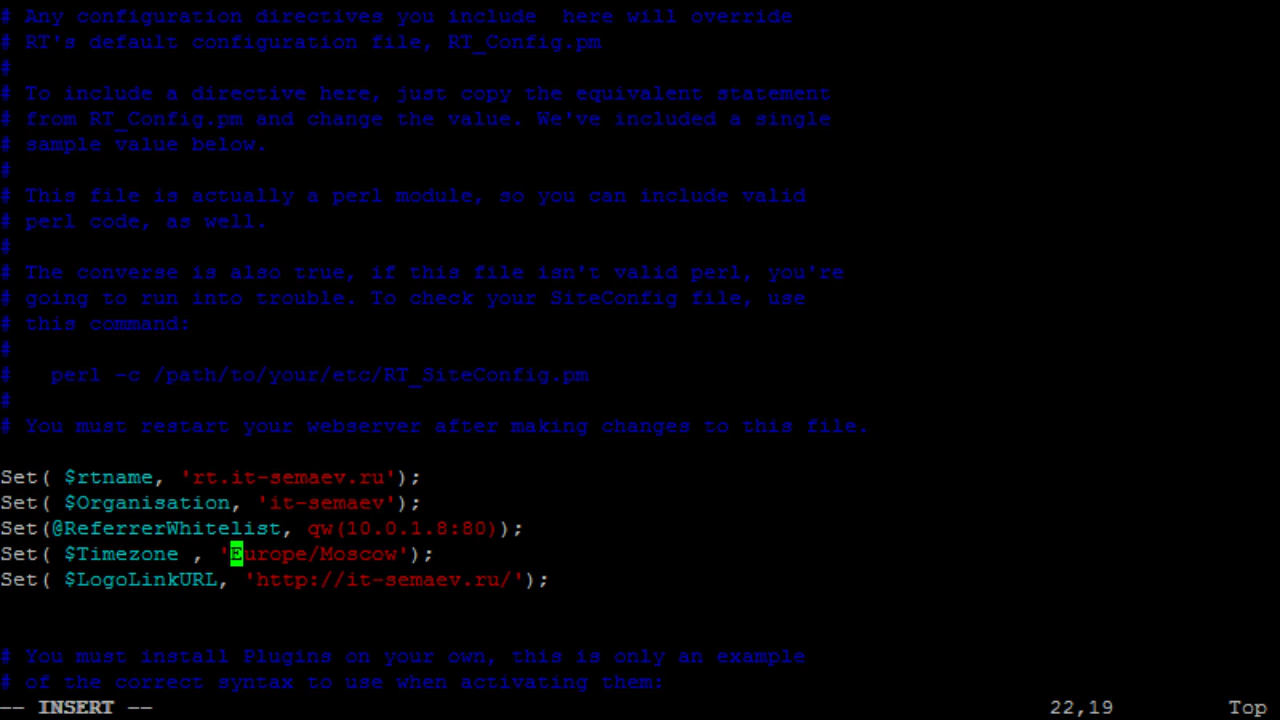 # Any configuration directives you include  here will override
# RT's default configuration file, RT_Config.pm
#
# To include a directive here, just copy the equivalent statement
# from RT_Config.pm and change the value. We've included a single
# sample value below.
#
# This file is actually a perl module, so you can include valid
# perl code, as well.
#
# The converse is also true, if this file isn't valid perl, you're
# going to run into trouble. To check your SiteConfig file, use
# this command:
#
#   perl -c /path/to/your/etc/RT_SiteConfig.pm
#
# You must restart your webserver after making changes to this file.
Set( $rtname, 'rt.it-semaev.ru');
Set( $Organisation, 'it-semaev');
Set(@ReferrerWhitelist, qw(10.0.1.8:80));
Set( $Timezone , 'Europe/Moscow');
Set( $LogoLinkURL, 'http://it-semaev.ru/');
# You must install Plugins on your own, this is only an example
# of the correct syntax to use when activating them:
-- INSERT -- 22,19 Top